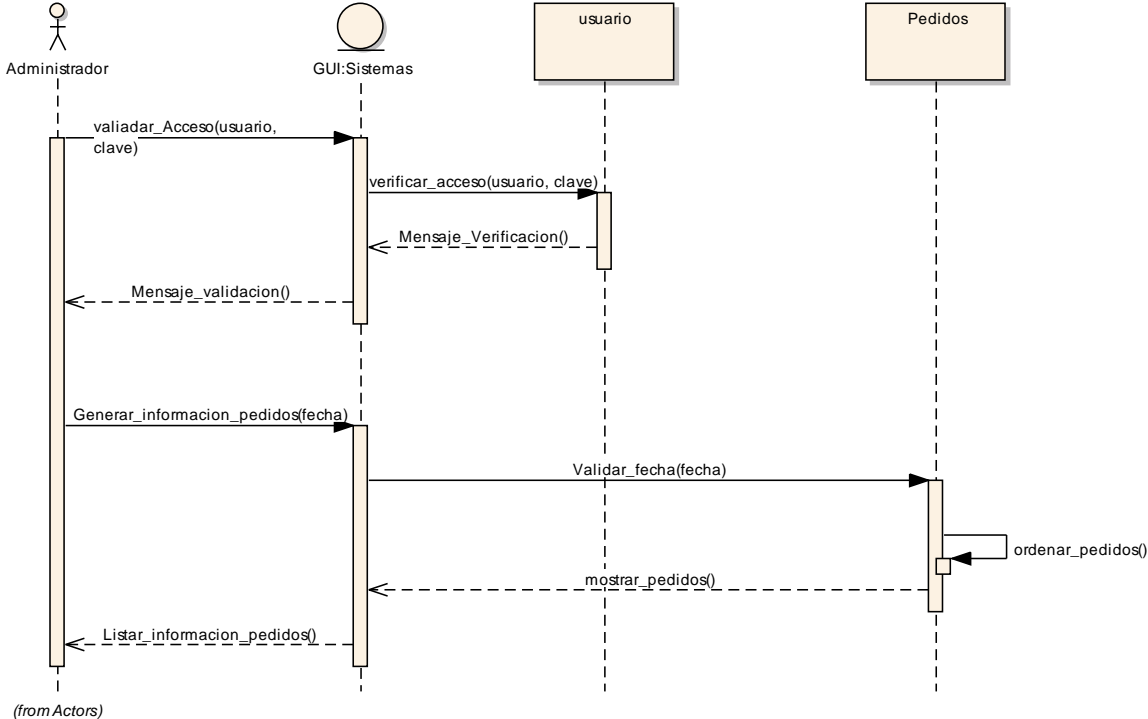 usuario
Pedidos
Administrador
GUI:Sistemas
valiadar_Acceso(usuario,
clave)
verificar_acceso(usuario, clave)
Mensaje_Verificacion()
Mensaje_validacion()
Generar_informacion_pedidos(fecha)
Validar_fecha(fecha)
ordenar_pedidos()
mostrar_pedidos()
Listar_informacion_pedidos()
(from Actors)